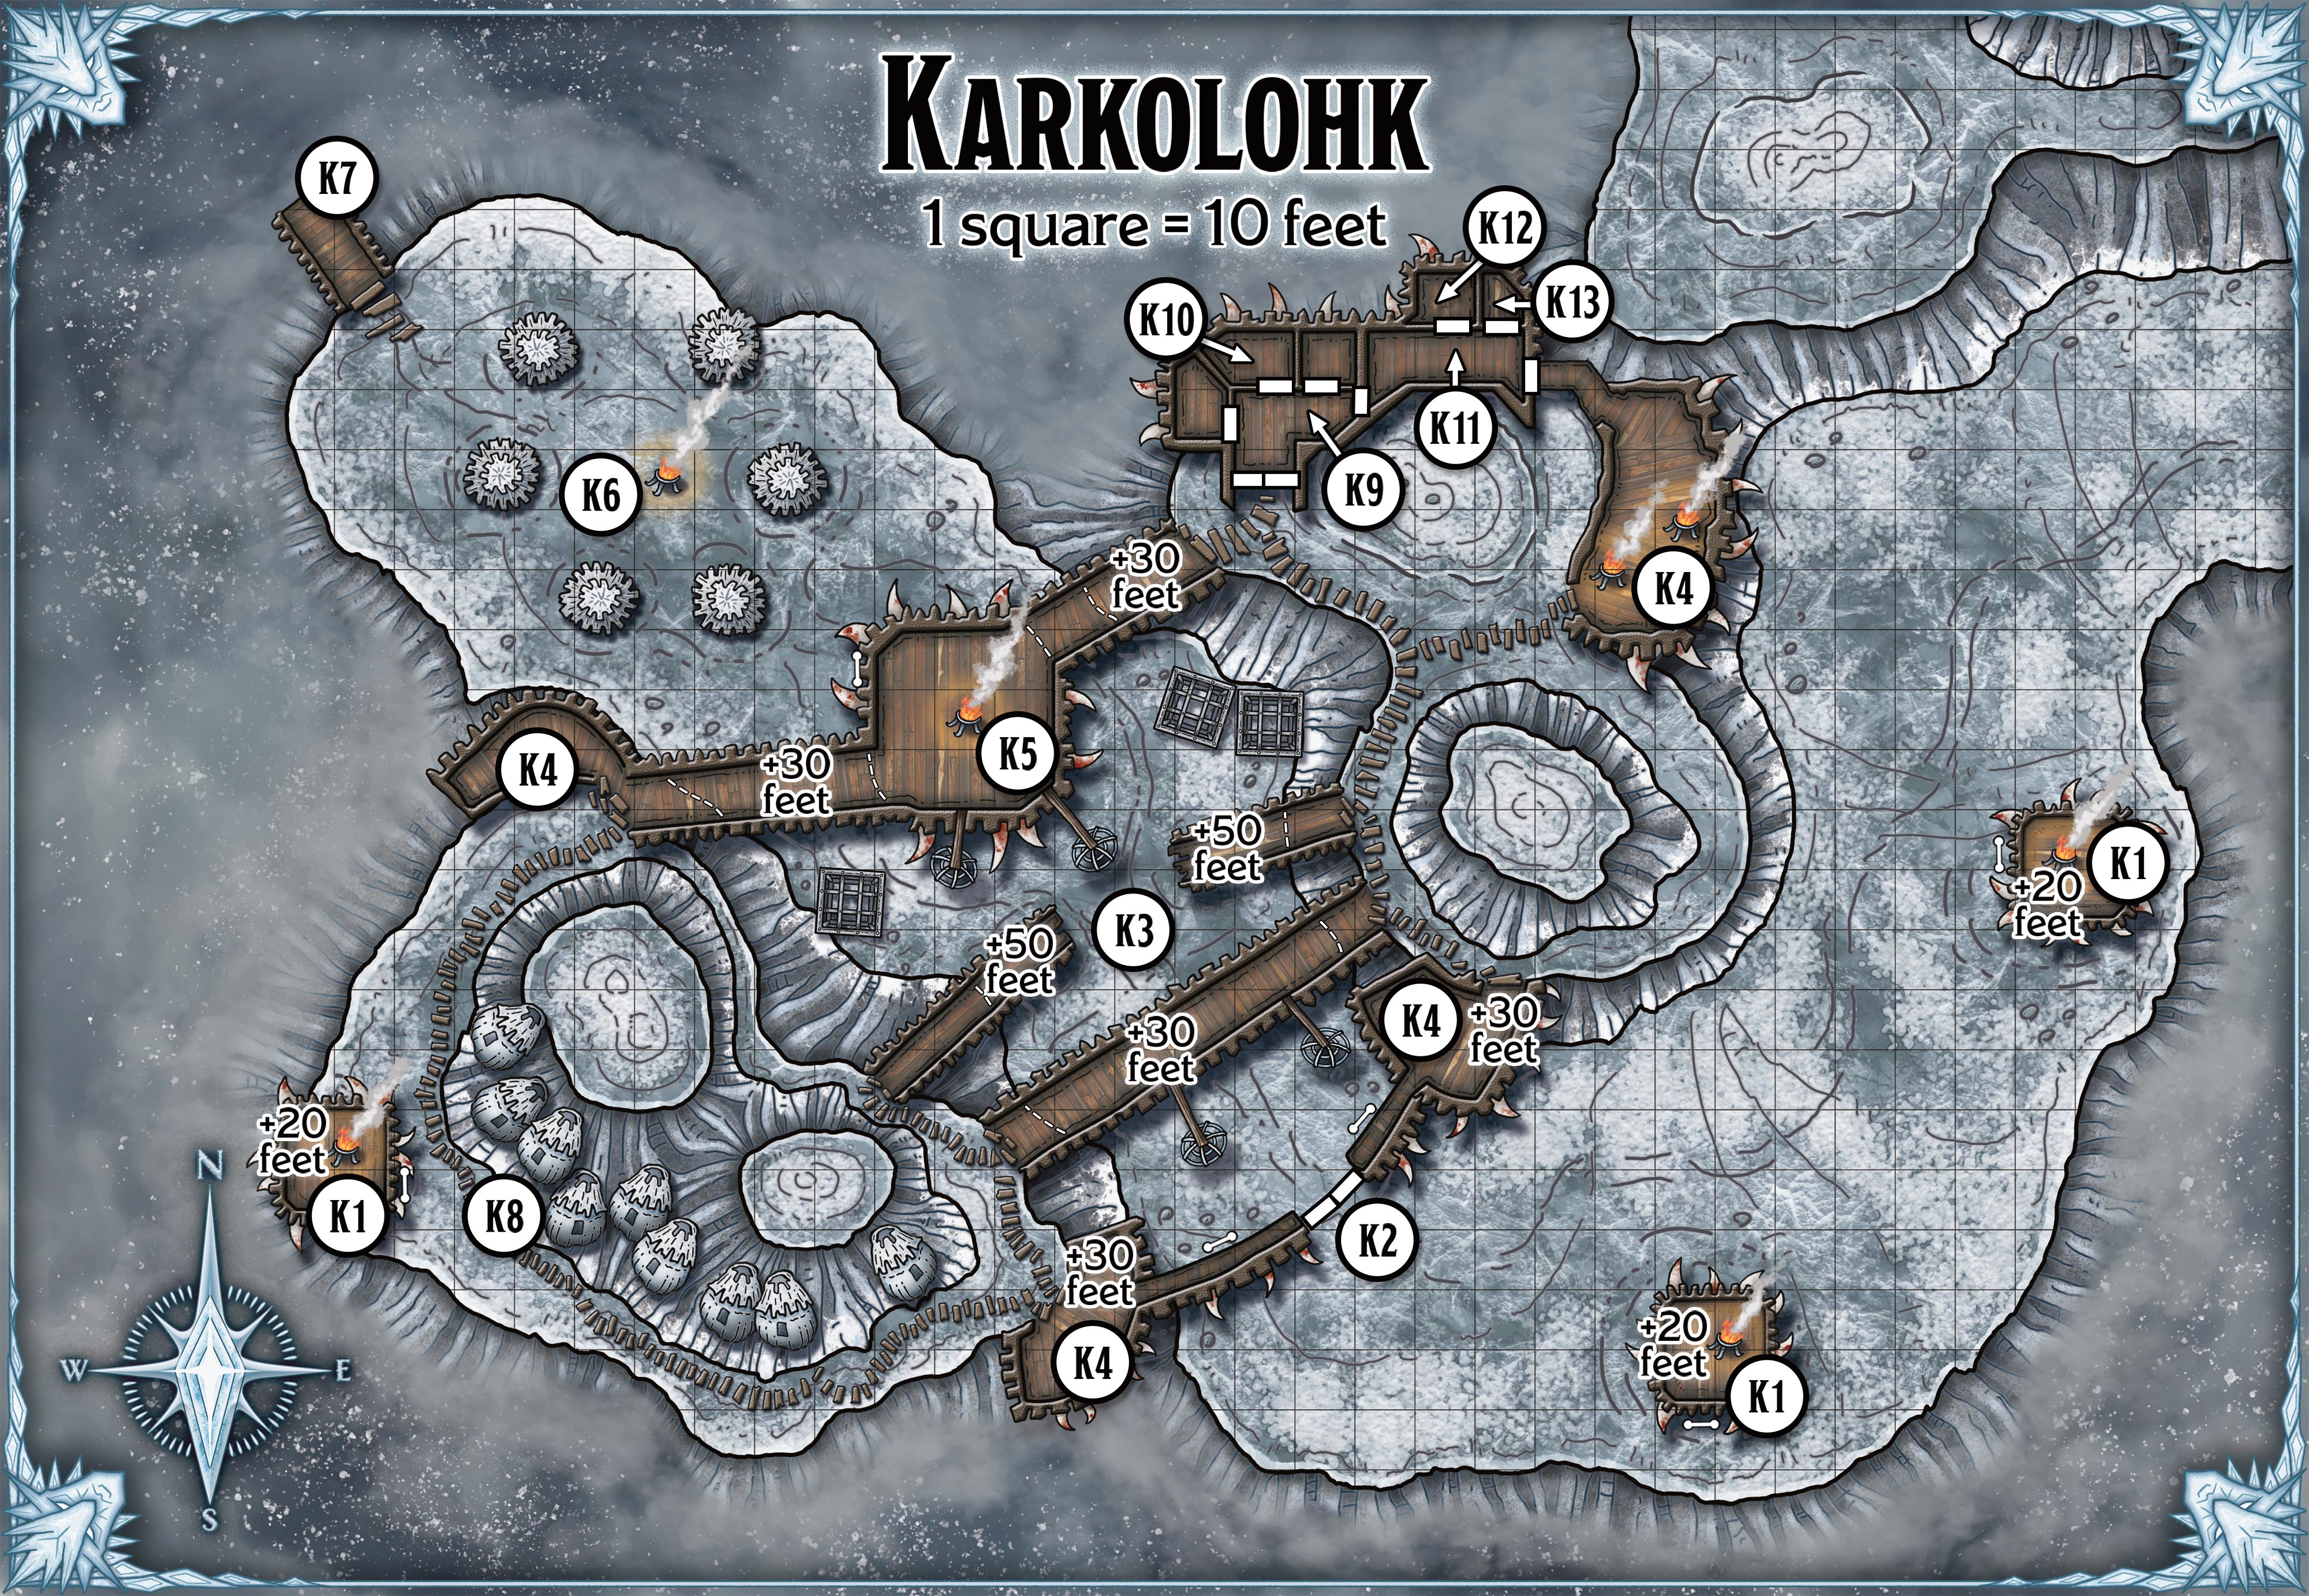 KARKOLOHK
1 square = 10 feet
K7
K12
K13
K10
K11
K9
K6
K4
+30
feet
K4
K5
+30
feet
+50
feet
K1
+20
feet
K3
+50
feet
K4
+30
feet
+30
feet
+20
feet
K1
K8
K2
+30
feet
K4
+20
feet
K1
N
W
E
S